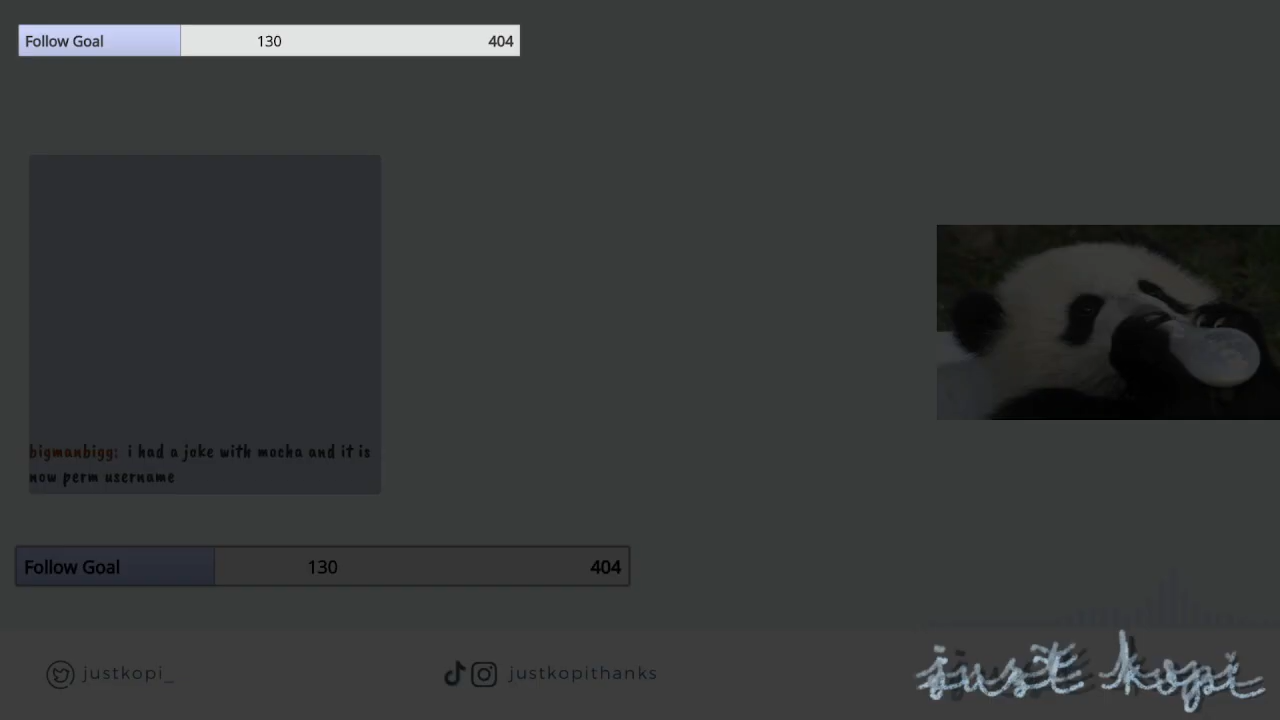 Follow Goal 130 404
bigmanbigg: i had a joke with mocha and it is
now perm username
Follow Goal 130 404
justkopi_ justkopithanks
just kopi